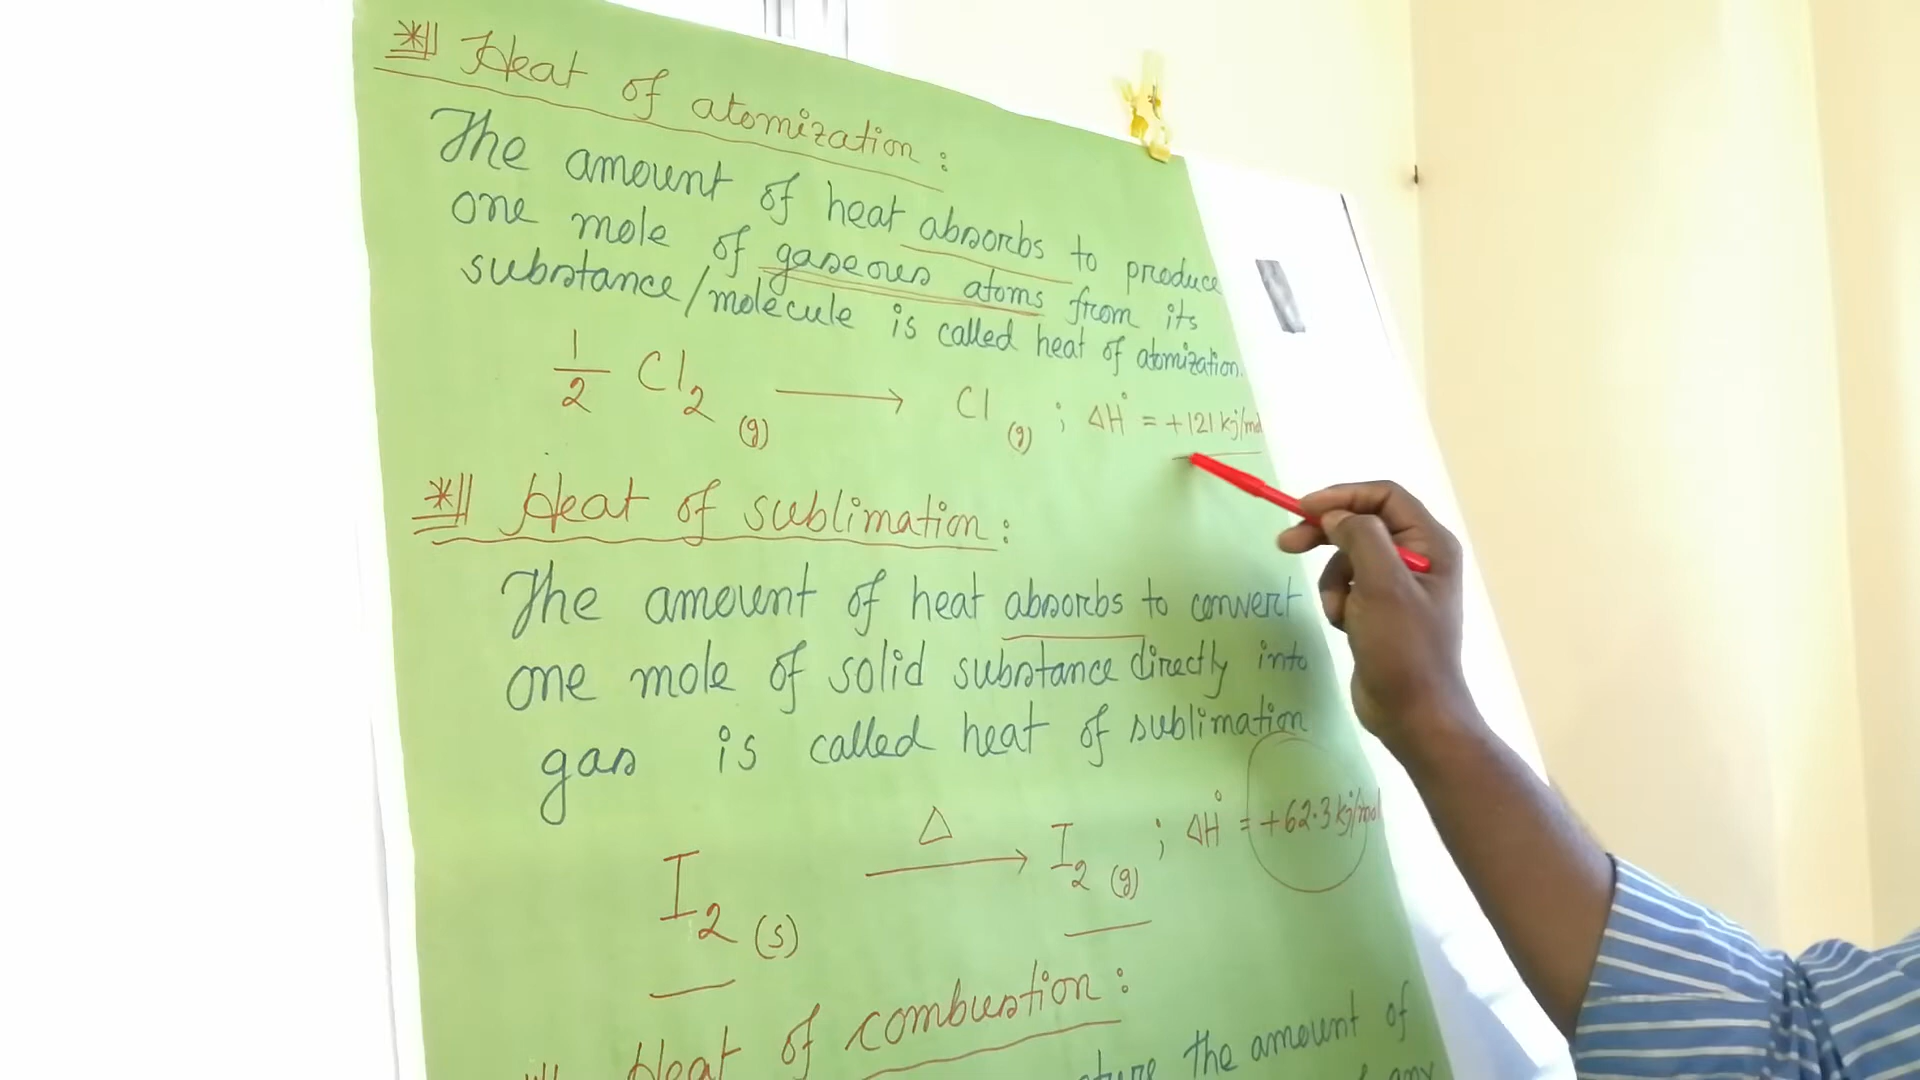 *|| Heat of atomization:
The amount of heat absorbs to produce
one mole of gaseous atoms from its
substance/molecule is called heat of atomization.
1/2 Cl2 (g) → Cl (g) ; ΔH° = +121 kj/mol
*|| Heat of sublimation:
The amount of heat absorbs to convert
one mole of solid substance directly into
gas is called heat of sublimation
Δ
I2 (s) → I2 (g) ; ΔH° = +62.3 kj/mol
Heat of combustion:
the amount of
any